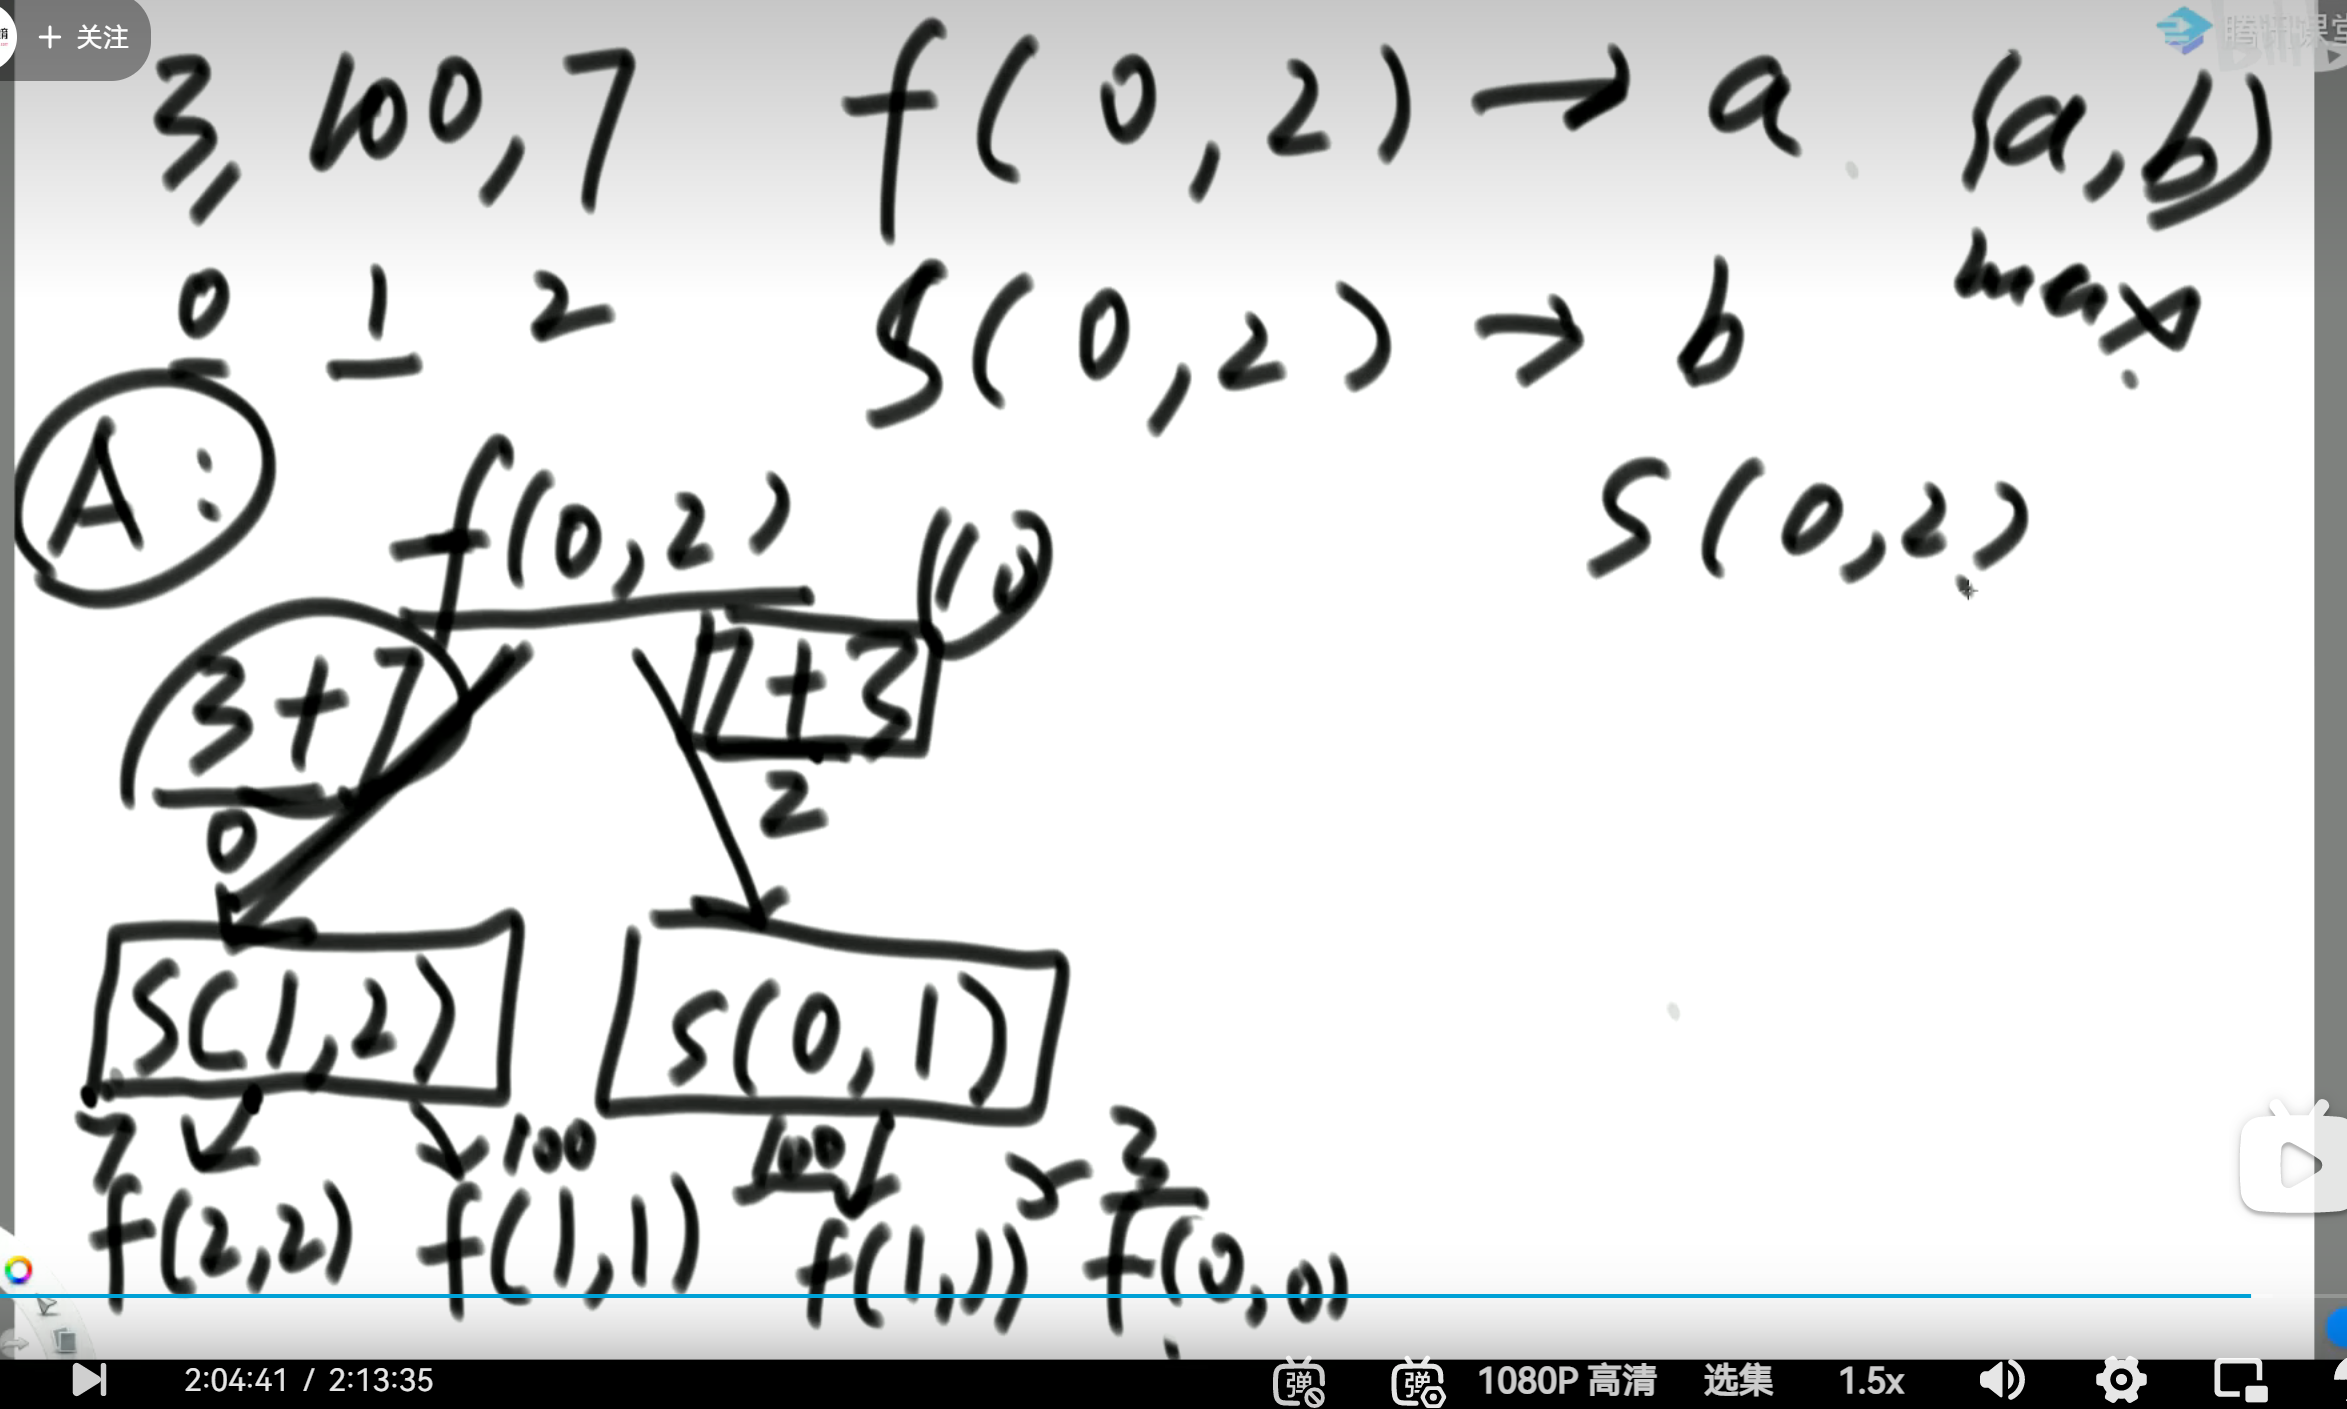 + 关注
腾讯课堂
3, 100, 7
f(0,2) → a
{a,b}
0 1 2
S(0,2) → b
max
A:
f(0,2)
10
S(0,2)
3+7
7+3
0
2
S(1,2)
S(0,1)
7
100
100
3
f(2,2) f(1,1) f(1,1) f(0,0)
2:04:41 / 2:13:35
弹
弹
1080P 高清
选集
1.5x